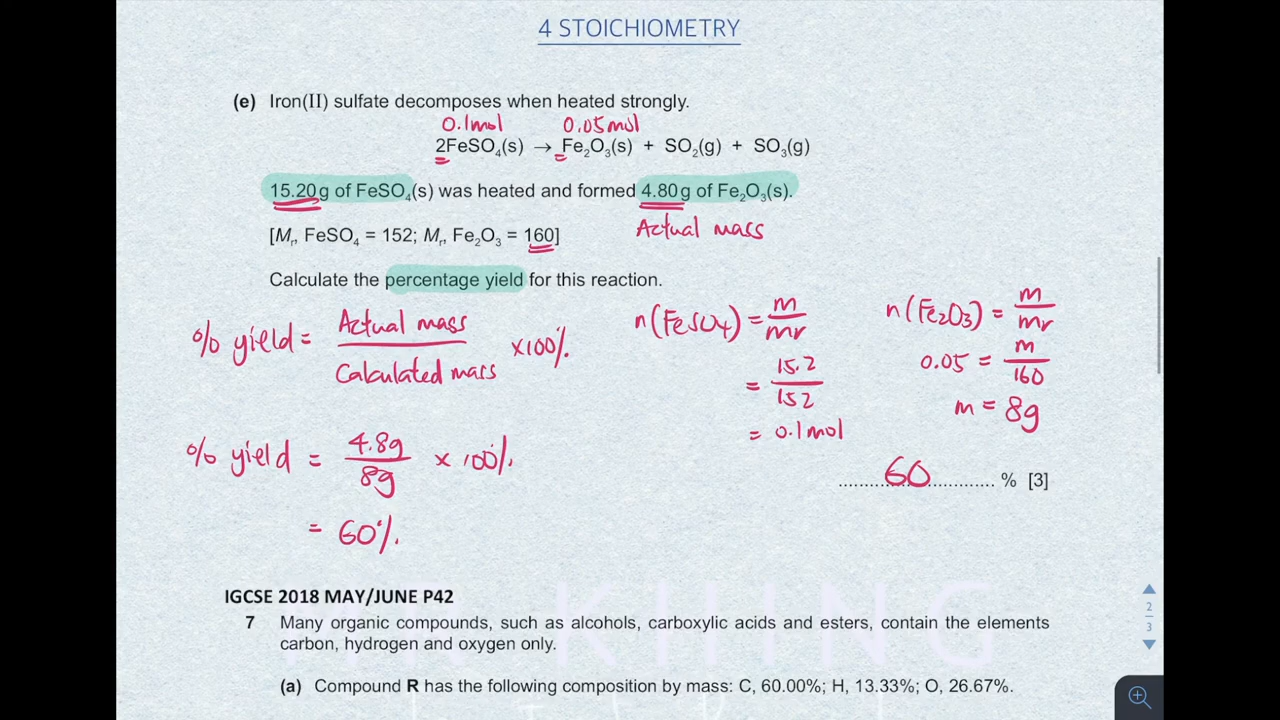 4 STOICHIOMETRY
(e) Iron(II) sulfate decomposes when heated strongly.
0.1mol 0.05mol
2FeSO₄(s) → Fe₂O₃(s) + SO₂(g) + SO₃(g)
15.20g of FeSO₄(s) was heated and formed 4.80g of Fe₂O₃(s).
[Mᵣ, FeSO₄ = 152; Mᵣ, Fe₂O₃ = 160]
Actual mass
Calculate the percentage yield for this reaction.
% yield = Actual mass / Calculated mass ×100%
n(FeSO4) = m/mr
= 15.2/152
= 0.1mol
n(Fe2O3) = m/mr
0.05 = m/160
m = 8g
% yield = 4.8g/8g × 100%
= 60%
60 % [3]
IGCSE 2018 MAY/JUNE P42
7 Many organic compounds, such as alcohols, carboxylic acids and esters, contain the elements
carbon, hydrogen and oxygen only.
(a) Compound R has the following composition by mass: C, 60.00%; H, 13.33%; O, 26.67%.
2
3